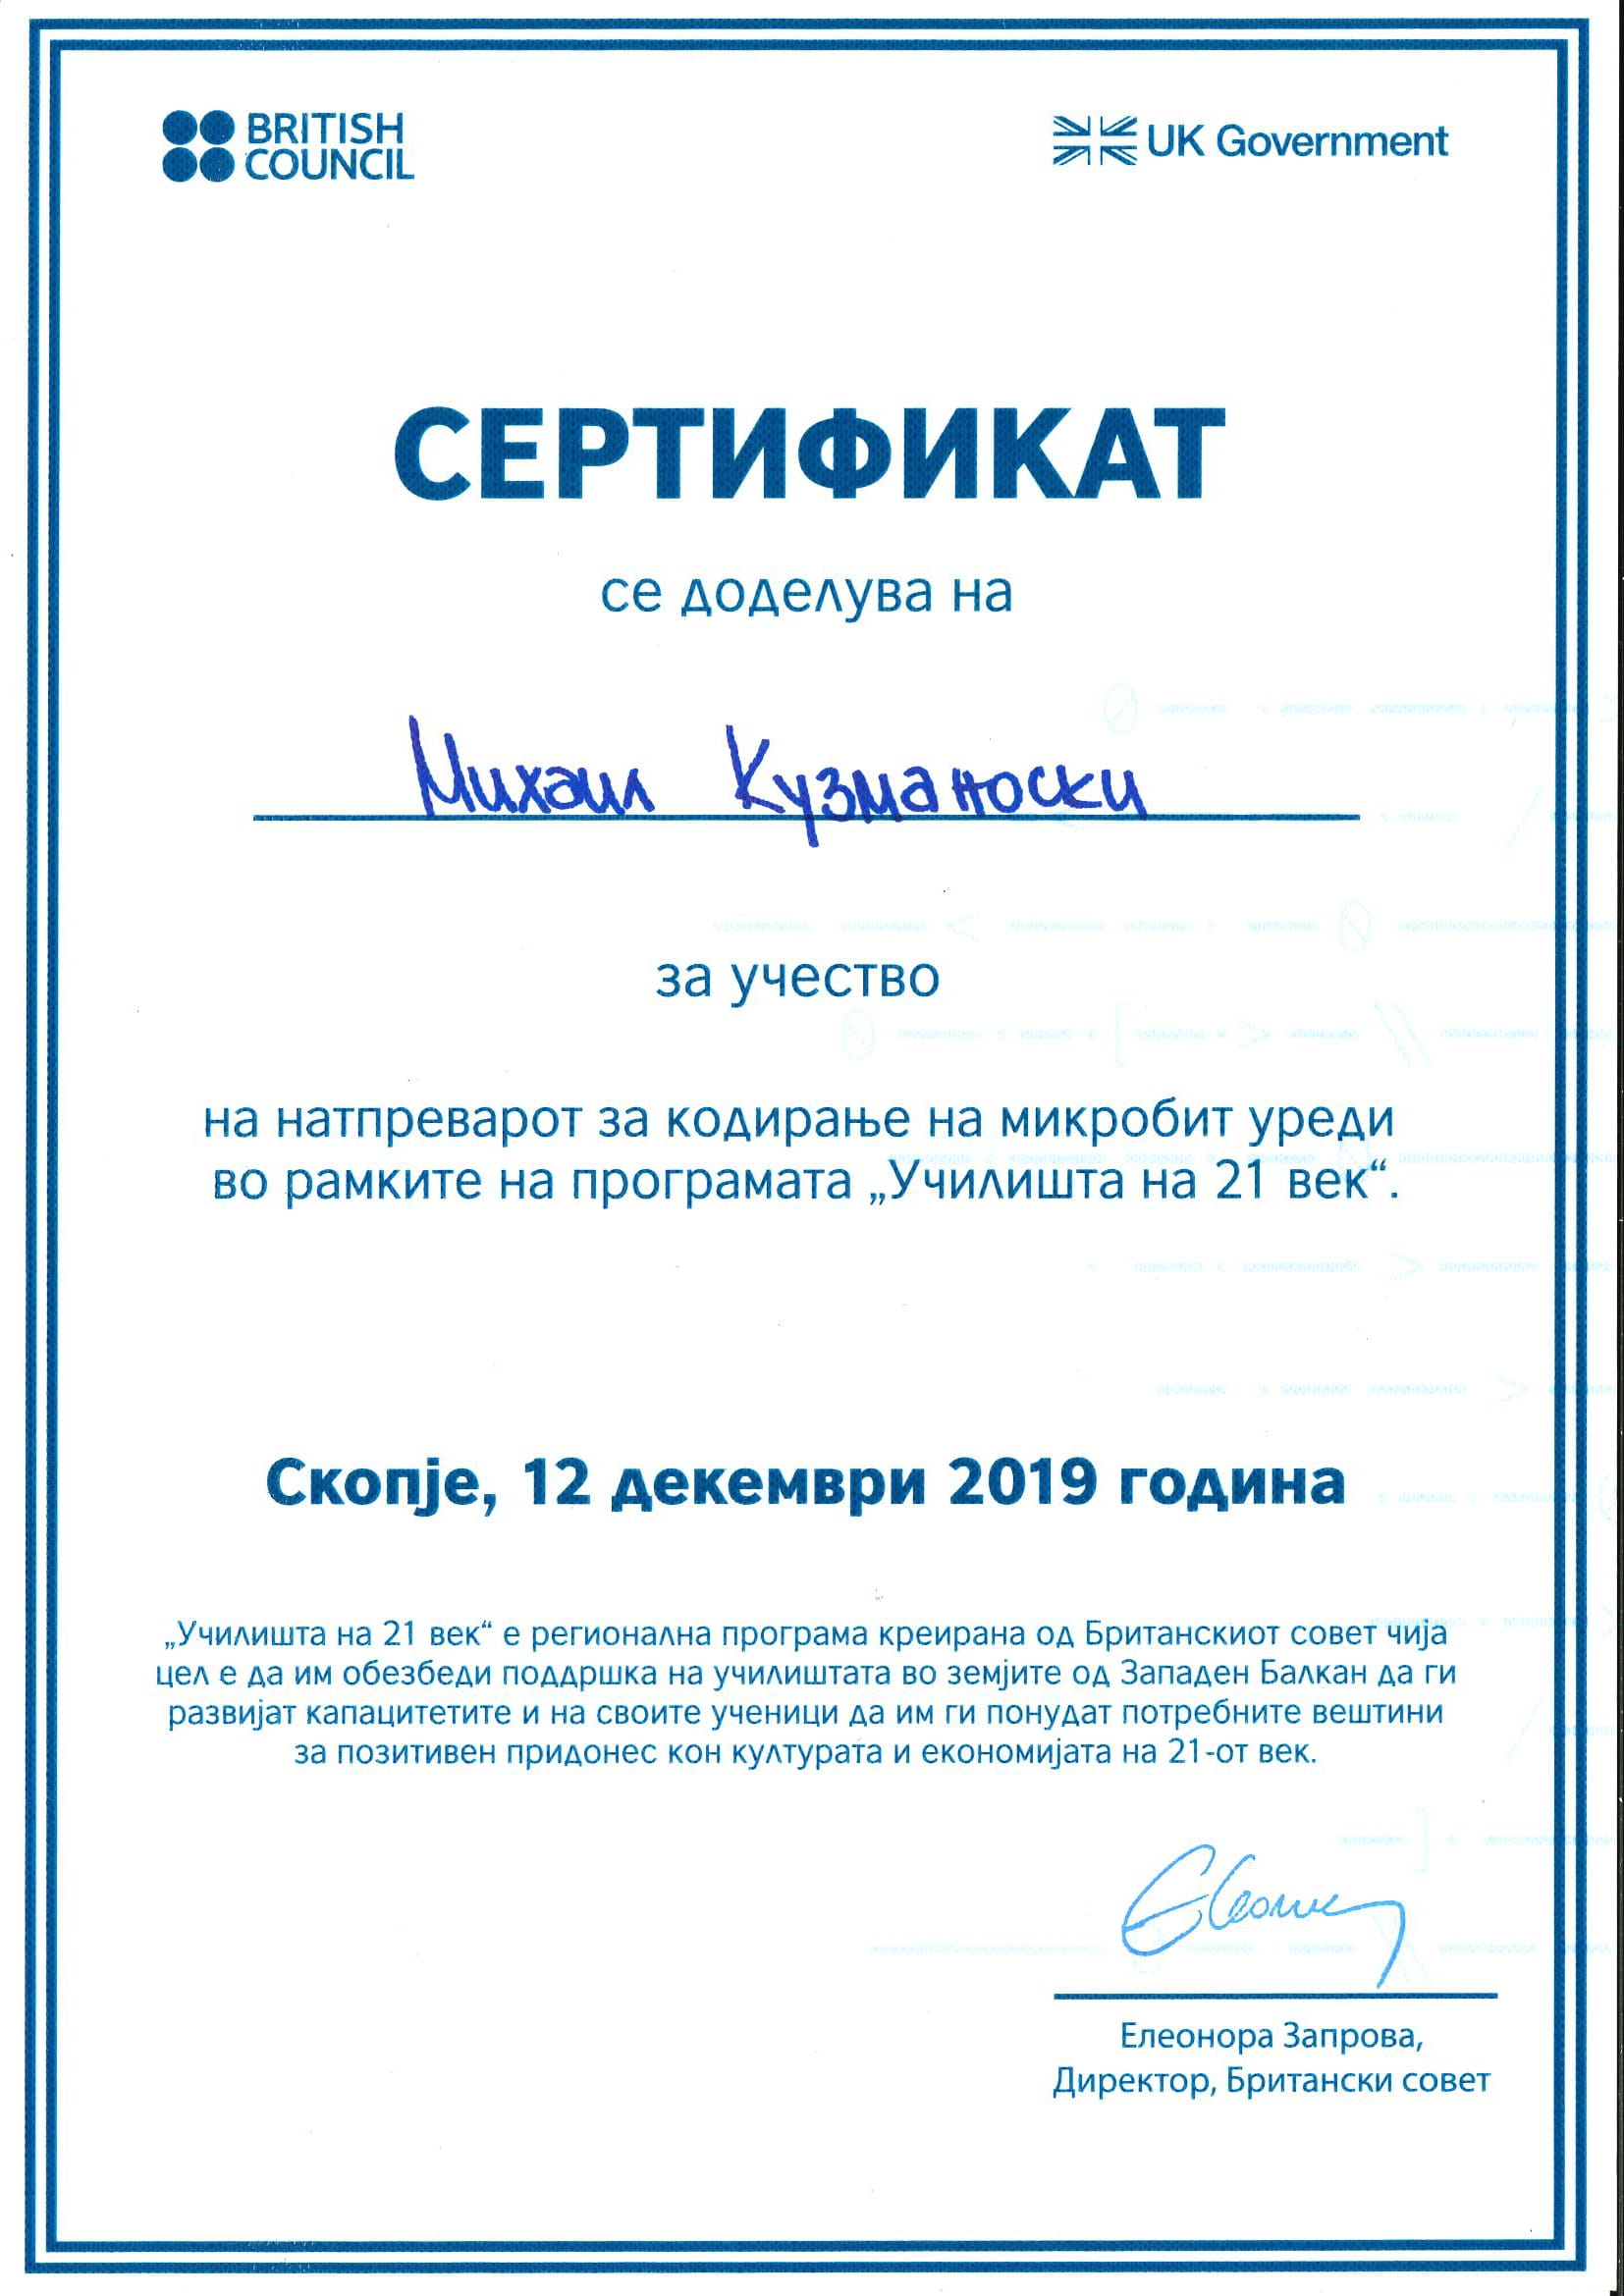 BRITISH
COUNCIL
UK Government
СЕРТИФИКАТ
се доделува на
Михаил Кузманоски
за учество
на натпреварот за кодирање на микробит уреди
во рамките на програмата „Училишта на 21 век“.
Скопје, 12 декември 2019 година
„Училишта на 21 век“ е регионална програма креирана од Британскиот совет чија
цел е да им обезбеди поддршка на училиштата во земјите од Западен Балкан да ги
развијат капацитетите и на своите ученици да им ги понудат потребните вештини
за позитивен придонес кон културата и економијата на 21-от век.
Елеонора Запрова,
Директор, Британски совет